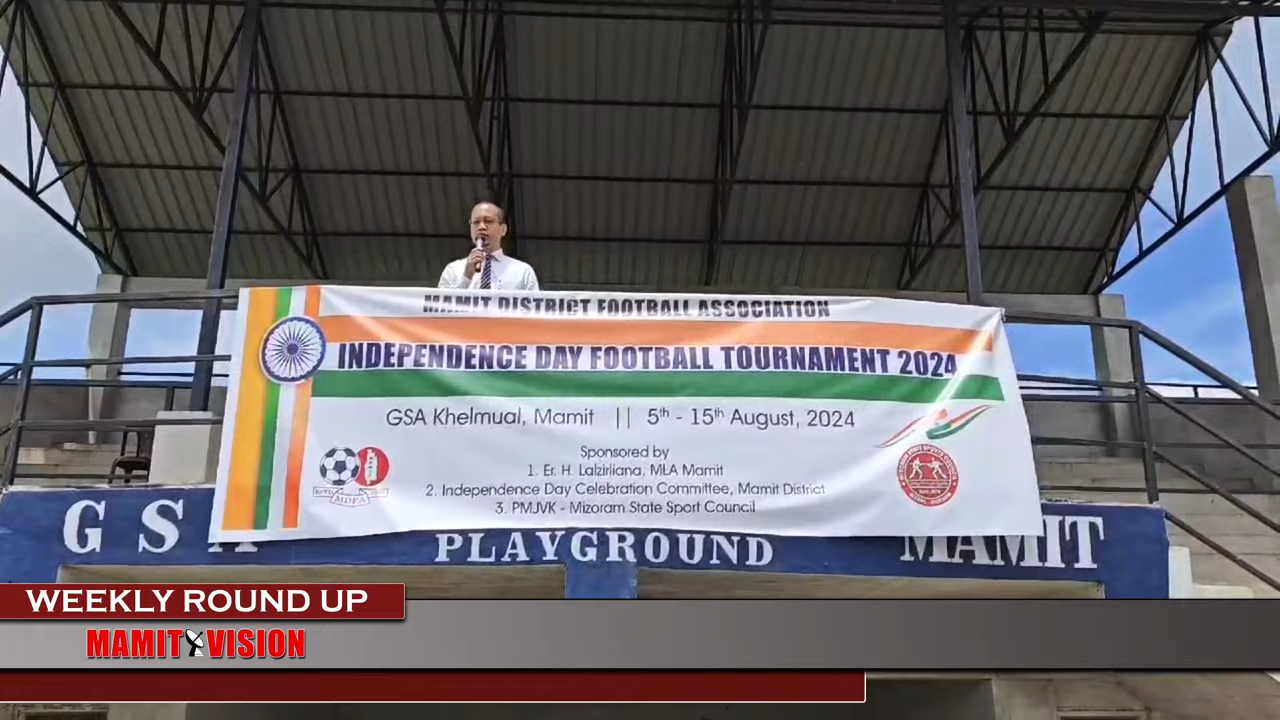 MAMIT DISTRICT FOOTBALL ASSOCIATION
INDEPENDENCE DAY FOOTBALL TOURNAMENT 2024
GSA Khelmual, Mamit || 5th - 15th August, 2024
Sponsored by
1. Er. H. Lalzirliana, MLA Mamit
2. Independence Day Celebration Committee, Mamit District
3. PMJVK - Mizoram State Sport Council
MDFA
GSA PLAYGROUND MAMIT
WEEKLY ROUND UP
MAMIT VISION